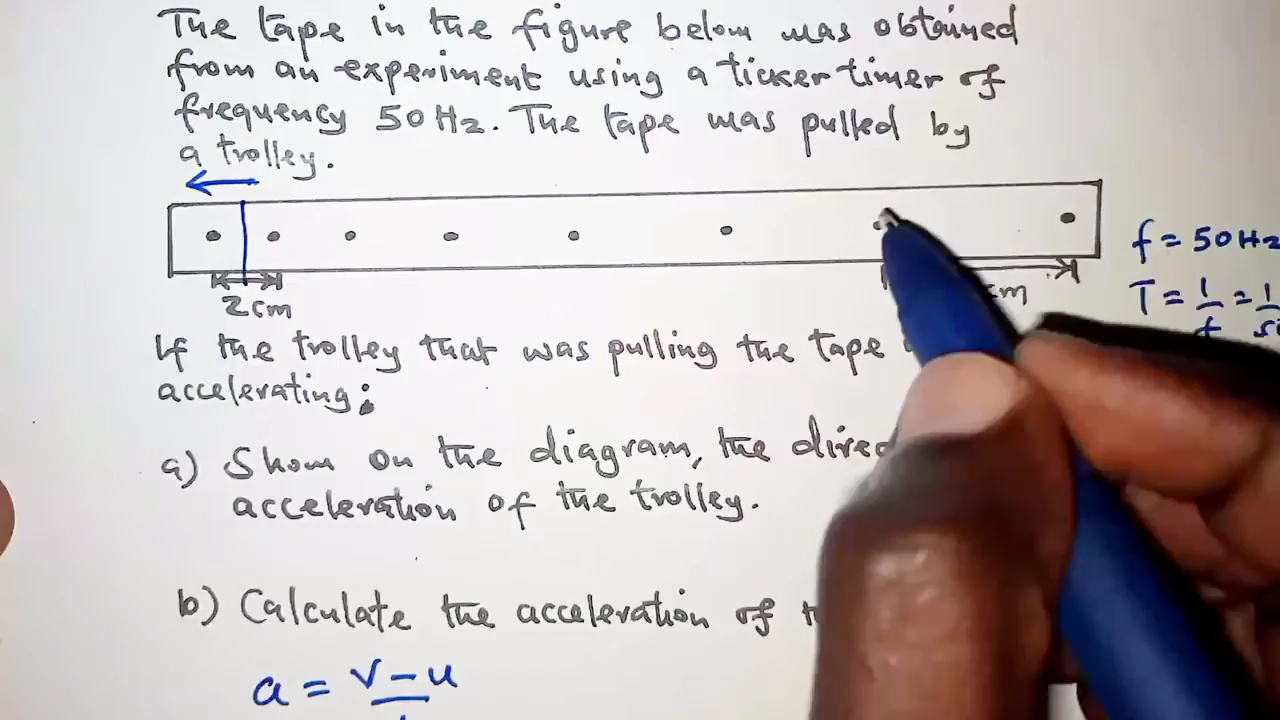 The tape in the figure below was obtained
from an experiment using a ticker timer of
frequency 50Hz. The tape was pulled by
a trolley.
f = 50Hz
2cm
cm
T = 1/f = 1/
If the trolley that was pulling the tape
accelerating;
a) Show on the diagram, the direc
acceleration of the trolley.
b) Calculate the acceleration of
a = v - u